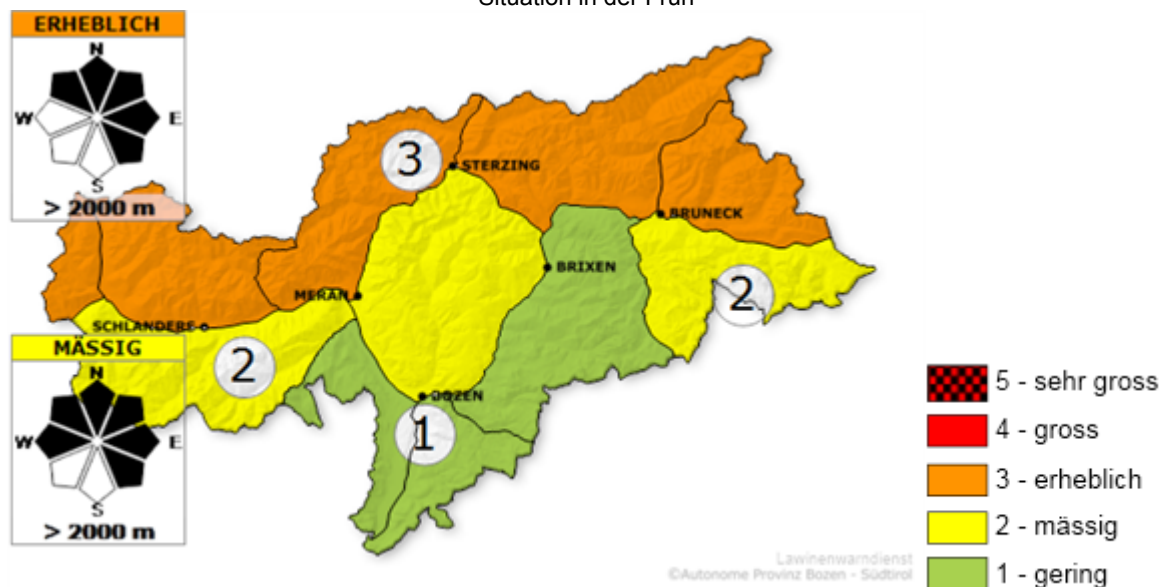 Situation in der Früh
ERHEBLICH
N
W E
S
> 2000 m
3
STERZING
BRUNECK
BRIXEN
MERAN
2
SCHLANDERS
MÄSSIG
N
W E
S
> 2000 m
2
BOZEN
1
5 - sehr gross
4 - gross
3 - erheblich
2 - mässig
1 - gering
Lawinenwarndienst
©Autonome Provinz Bozen - Südtirol